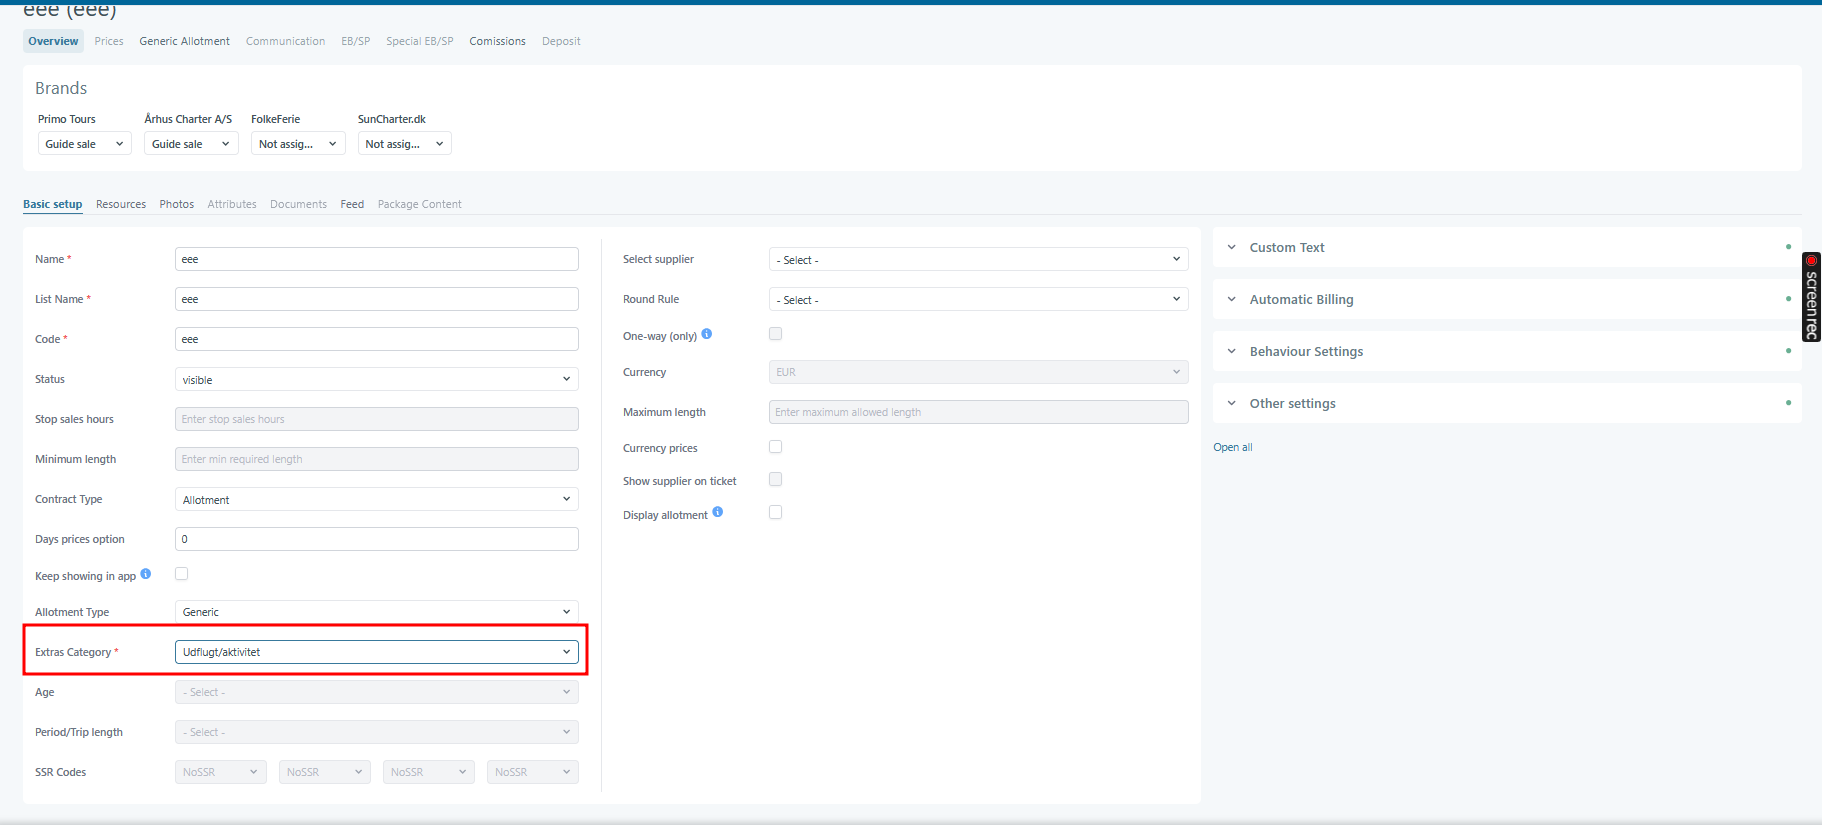 eee (eee)
Overview Prices Generic Allotment Communication EB/SP Special EB/SP Comissions Deposit
Brands
Primo Tours Århus Charter A/S FolkeFerie SunCharter.dk
Guide sale Guide sale Not assig... Not assig...
Basic setup Resources Photos Attributes Documents Feed Package Content
Name * eee
List Name * eee
Code * eee
Status visible
Stop sales hours Enter stop sales hours
Minimum length Enter min required length
Contract Type Allotment
Days prices option 0
Keep showing in app i
Allotment Type Generic
Extras Category * Udflugt/aktivitet
Age - Select -
Period/Trip length - Select -
SSR Codes NoSSR NoSSR NoSSR NoSSR
Select supplier - Select -
Round Rule - Select -
One-way (only) i
Currency EUR
Maximum length Enter maximum allowed length
Currency prices
Show supplier on ticket
Display allotment i
Custom Text
Automatic Billing
Behaviour Settings
Other settings
Open all
screenrec